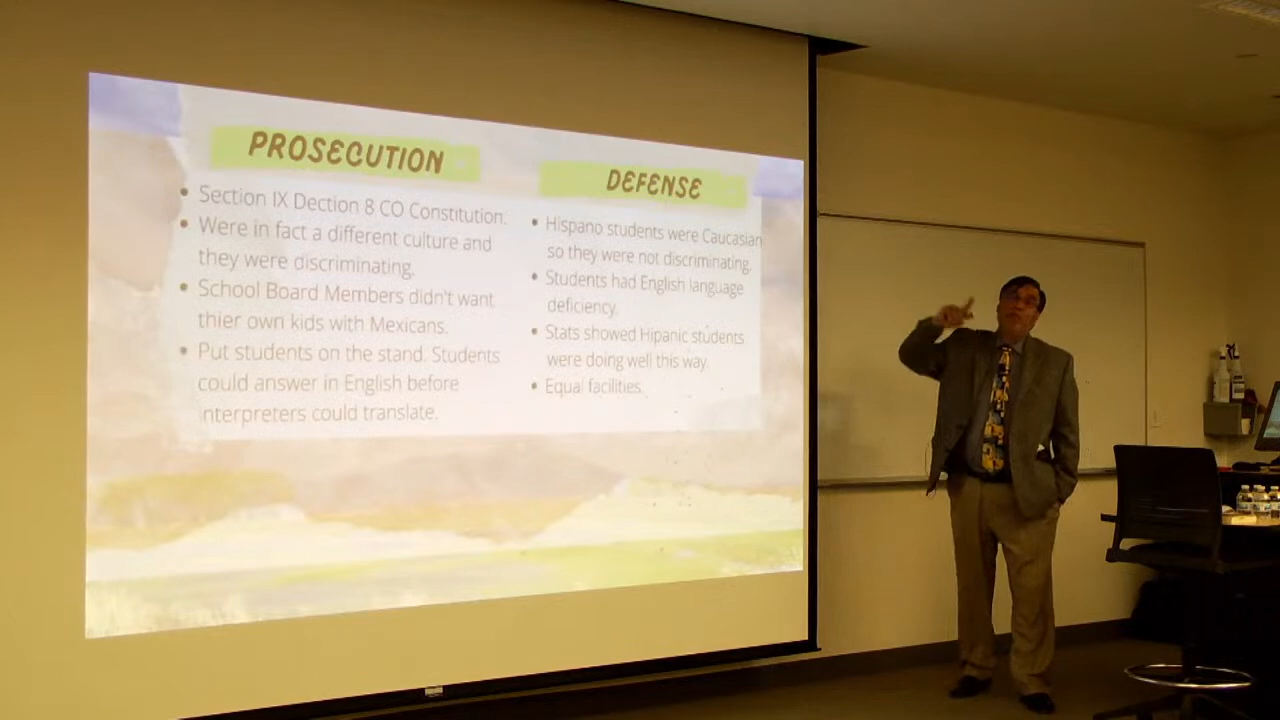 PROSECUTION
• Section IX Dection 8 CO Constitution.
• Were in fact a different culture and
they were discriminating.
• School Board Members didn't want
thier own kids with Mexicans.
• Put students on the stand. Students
could answer in English before
interpreters could translate.
DEFENSE
• Hispano students were Caucasian
so they were not discriminating.
• Students had English language
deficiency.
• Stats showed Hipanic students
were doing well this way.
• Equal facilities.